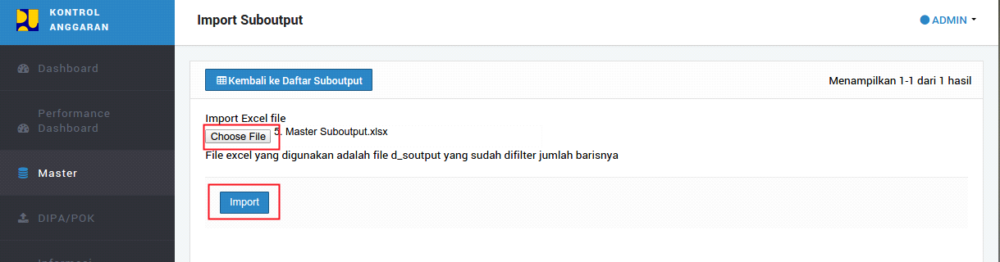 KONTROL
ANGGARAN
Import Suboutput
ADMIN
Dashboard
Performance
Dashboard
Master
DIPA/POK
Informasi
Kembali ke Daftar Suboutput
Menampilkan 1-1 dari 1 hasil
Import Excel file
Choose File 5. Master Suboutput.xlsx
File excel yang digunakan adalah file d_soutput yang sudah difilter jumlah barisnya
Import